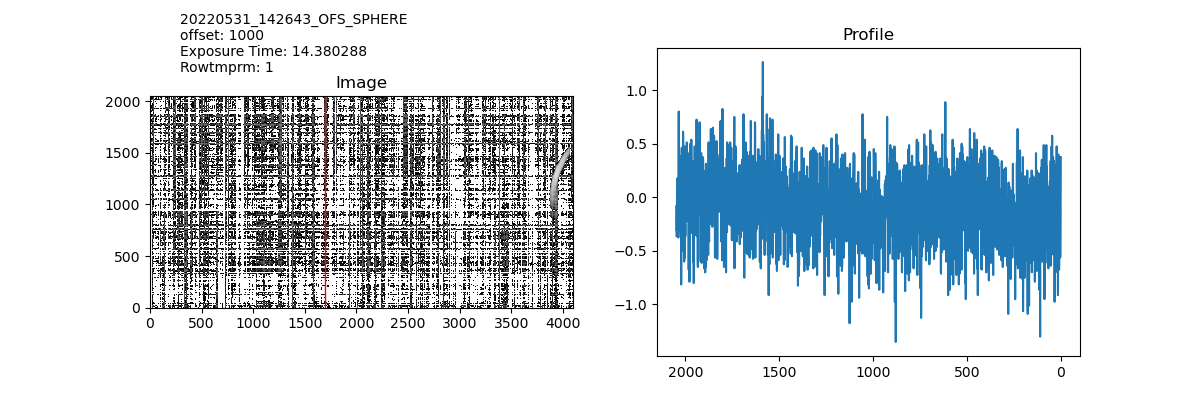 20220531_142643_OFS_SPHERE
offset: 1000
Exposure Time: 14.380288
Rowtmprm: 1
Image
2000
1500
1000
500
0
0 500 1000 1500 2000 2500 3000 3500 4000
Profile
1.0
0.5
0.0
−0.5
−1.0
2000 1500 1000 500 0